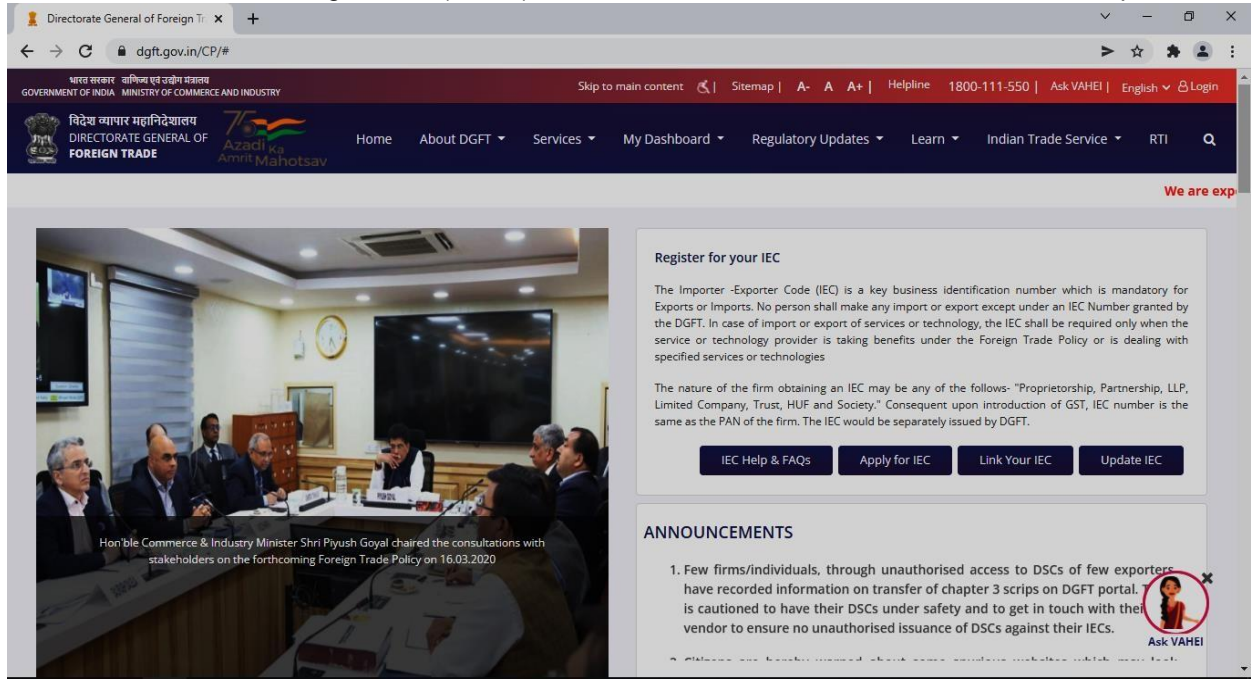 Directorate General of Foreign Tr
dgft.gov.in/CP/#
भारत सरकार वाणिज्य एवं उद्योग मंत्रालय
GOVERNMENT OF INDIA MINISTRY OF COMMERCE AND INDUSTRY
Skip to main content | Sitemap | A- A A+ | Helpline 1800-111-550 | Ask VAHEI | English Login
विदेश व्यापार महानिदेशालय
DIRECTORATE GENERAL OF
FOREIGN TRADE
75
Azadi Ka
Amrit Mahotsav
Home About DGFT Services My Dashboard Regulatory Updates Learn Indian Trade Service RTI
We are exp
Register for your IEC
The Importer -Exporter Code (IEC) is a key business identification number which is mandatory for
Exports or Imports. No person shall make any import or export except under an IEC Number granted by
the DGFT. In case of import or export of services or technology, the IEC shall be required only when the
service or technology provider is taking benefits under the Foreign Trade Policy or is dealing with
specified services or technologies
The nature of the firm obtaining an IEC may be any of the follows- "Proprietorship, Partnership, LLP,
Limited Company, Trust, HUF and Society." Consequent upon introduction of GST, IEC number is the
same as the PAN of the firm. The IEC would be separately issued by DGFT.
IEC Help & FAQs Apply for IEC Link Your IEC Update IEC
PIYUSH GOYAL
Hon'ble Commerce & Industry Minister Shri Piyush Goyal chaired the consultations with
stakeholders on the forthcoming Foreign Trade Policy on 16.03.2020
ANNOUNCEMENTS
1. Few firms/individuals, through unauthorised access to DSCs of few exporters
have recorded information on transfer of chapter 3 scrips on DGFT portal. T
is cautioned to have their DSCs under safety and to get in touch with thei
vendor to ensure no unauthorised issuance of DSCs against their IECs.
Ask VAHEI